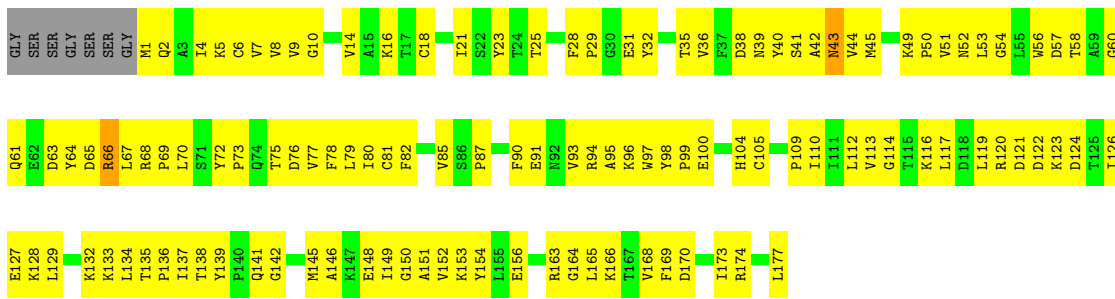 GLY SER SER GLY SER SER GLY M1 Q2 A3 I4 K5 C6 V7 V8 V9 G10 V14 A15 K16 T17 C18 I21 S22 Y23 T24 T25 F28 P29 G30 E31 Y32 T35 V36 F37 D38 N39 Y40 S41 A42 N43 V44 M45 K49 P50 V51 N52 L53 G54 L55 W56 D57 T58 A59 G60
Q61 E62 D63 Y64 D65 R66 L67 R68 P69 L70 S71 Y72 P73 Q74 T75 D76 V77 F78 L79 I80 C81 F82 V85 S86 P87 F90 E91 N92 V93 R94 A95 K96 W97 Y98 P99 E100 H104 C105 P109 I110 I111 L112 V113 G114 T115 K116 L117 D118 L119 R120 D121 D122 K123 D124 T125 I126
E127 K128 L129 K132 K133 L134 T135 P136 I137 T138 Y139 P140 Q141 G142 M145 A146 K147 E148 I149 G150 A151 V152 K153 Y154 L155 E156 R163 G164 L165 K166 T167 V168 F169 D170 I173 R174 L177